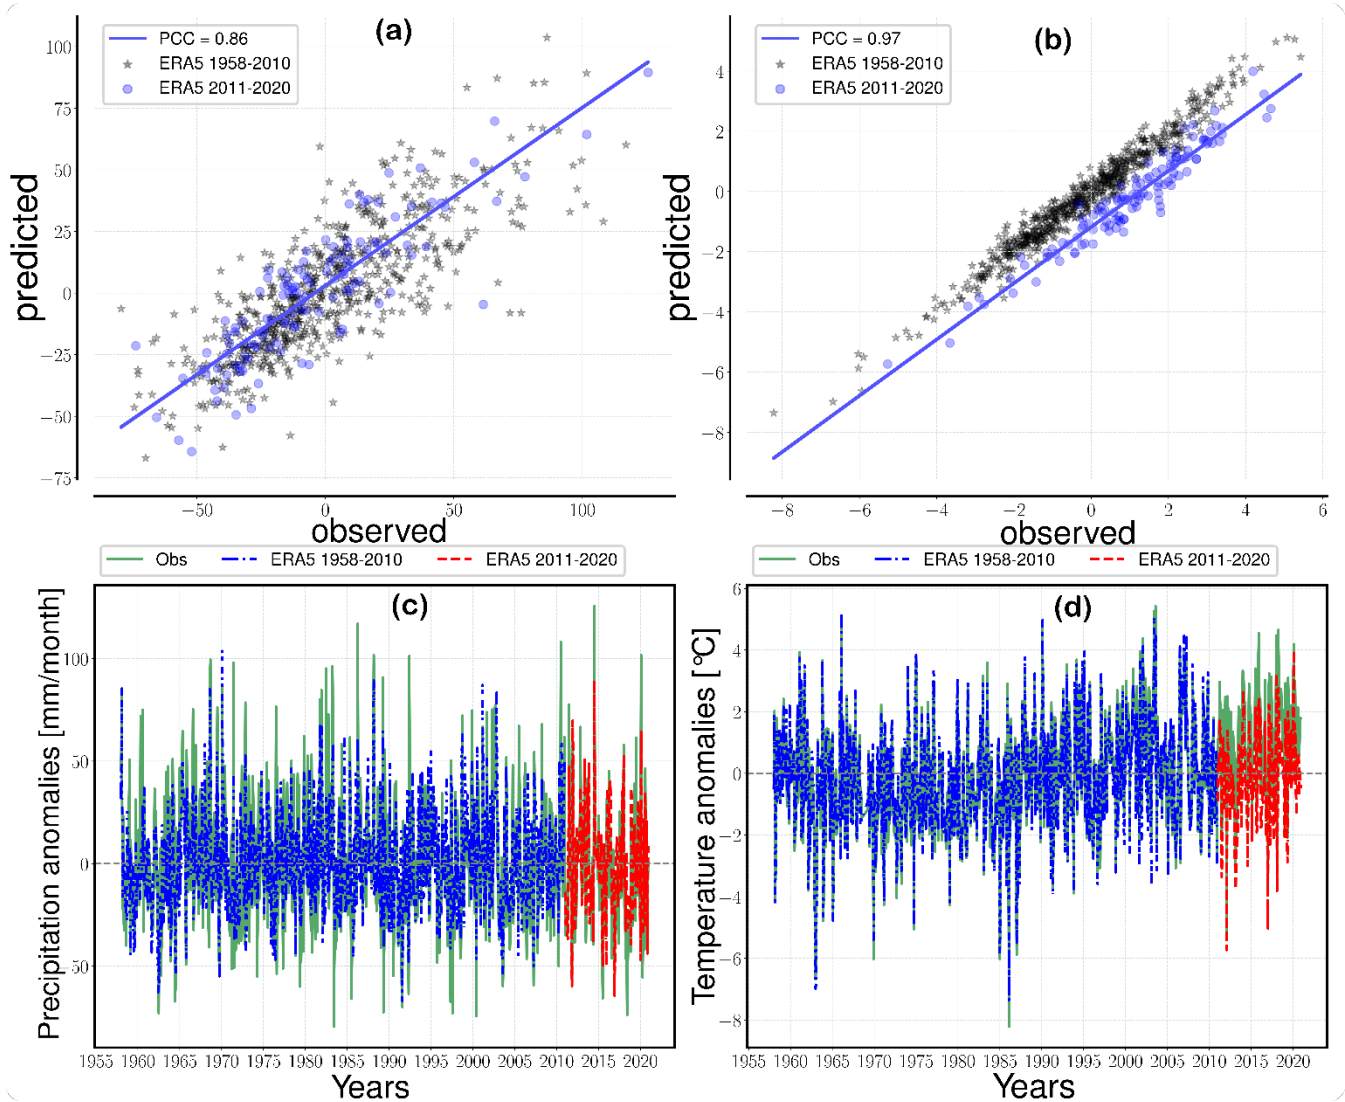 (a)
PCC = 0.86
ERA5 1958-2010
ERA5 2011-2020
100
75
50
25
0
−25
−50
−75
predicted
−50 0 50 100
observed
(b)
PCC = 0.97
ERA5 1958-2010
ERA5 2011-2020
4
2
0
−2
−4
−6
−8
predicted
−8 −6 −4 −2 0 2 4 6
observed
Obs ERA5 1958-2010 ERA5 2011-2020
(c)
Precipitation anomalies [mm/month]
100
50
0
−50
1955 1960 1965 1970 1975 1980 1985 1990 1995 2000 2005 2010 2015 2020
Years
Obs ERA5 1958-2010 ERA5 2011-2020
(d)
Temperature anomalies [°C]
6
4
2
0
−2
−4
−6
−8
1955 1960 1965 1970 1975 1980 1985 1990 1995 2000 2005 2010 2015 2020
Years